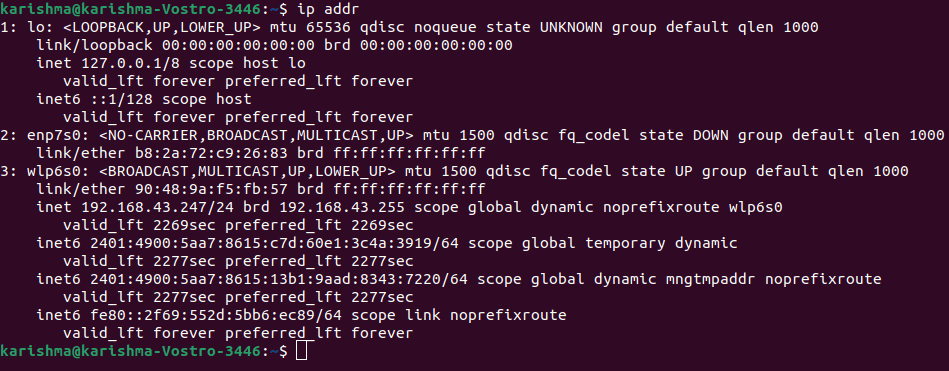 karishma@karishma-Vostro-3446:~$ ip addr
1: lo: <LOOPBACK,UP,LOWER_UP> mtu 65536 qdisc noqueue state UNKNOWN group default qlen 1000
    link/loopback 00:00:00:00:00:00 brd 00:00:00:00:00:00
    inet 127.0.0.1/8 scope host lo
       valid_lft forever preferred_lft forever
    inet6 ::1/128 scope host
       valid_lft forever preferred_lft forever
2: enp7s0: <NO-CARRIER,BROADCAST,MULTICAST,UP> mtu 1500 qdisc fq_codel state DOWN group default qlen 1000
    link/ether b8:2a:72:c9:26:83 brd ff:ff:ff:ff:ff:ff
3: wlp6s0: <BROADCAST,MULTICAST,UP,LOWER_UP> mtu 1500 qdisc fq_codel state UP group default qlen 1000
    link/ether 90:48:9a:f5:fb:57 brd ff:ff:ff:ff:ff:ff
    inet 192.168.43.247/24 brd 192.168.43.255 scope global dynamic noprefixroute wlp6s0
       valid_lft 2269sec preferred_lft 2269sec
    inet6 2401:4900:5aa7:8615:c7d:60e1:3c4a:3919/64 scope global temporary dynamic
       valid_lft 2277sec preferred_lft 2277sec
    inet6 2401:4900:5aa7:8615:13b1:9aad:8343:7220/64 scope global dynamic mngtmpaddr noprefixroute
       valid_lft 2277sec preferred_lft 2277sec
    inet6 fe80::2f69:552d:5bb6:ec89/64 scope link noprefixroute
       valid_lft forever preferred_lft forever
karishma@karishma-Vostro-3446:~$